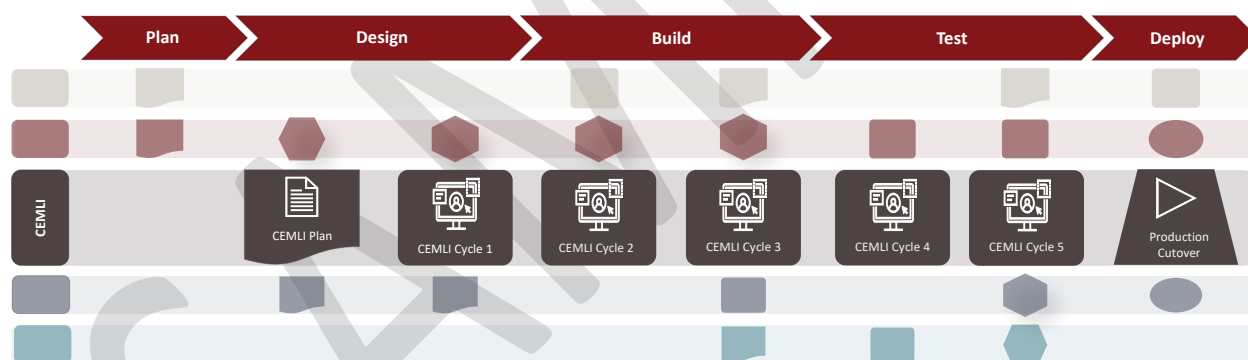 Plan
Design
Build
Test
Deploy
CEMLI
CEMLI Plan
CEMLI Cycle 1
CEMLI Cycle 2
CEMLI Cycle 3
CEMLI Cycle 4
CEMLI Cycle 5
Production
Cutover